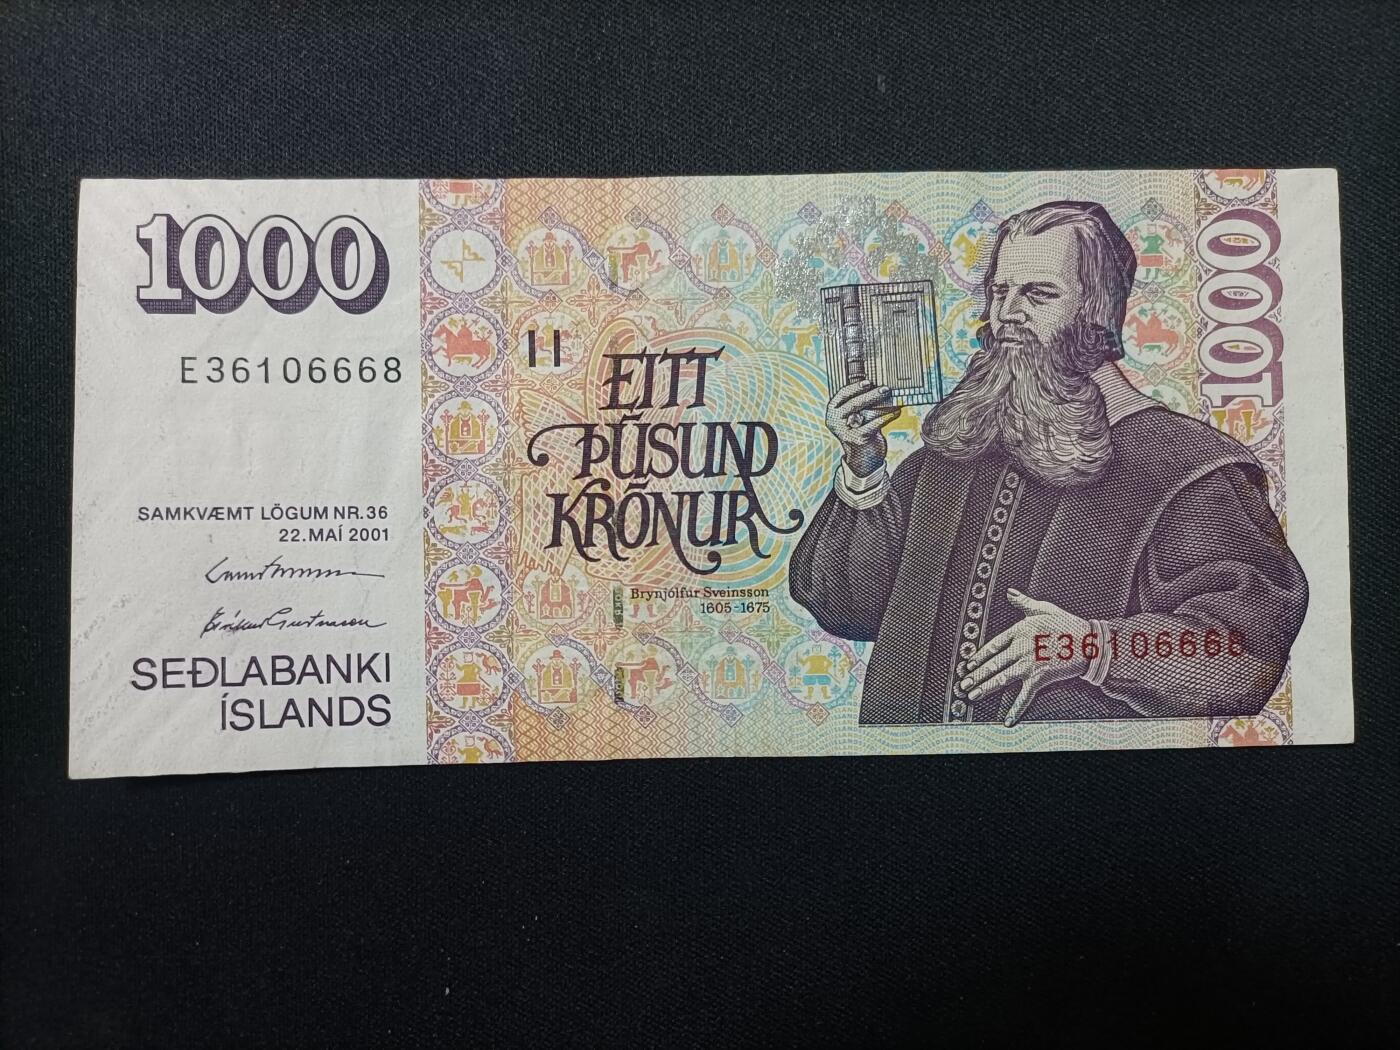 1000
E36106668
SAMKVÆMT LÖGUM NR.36
22.MAÍ 2001
SEÐLABANKI
ÍSLANDS
EITT
ÞÚSUND
KRÓNUR
Brynjólfur Sveinsson
1605-1675
E36106668
1000